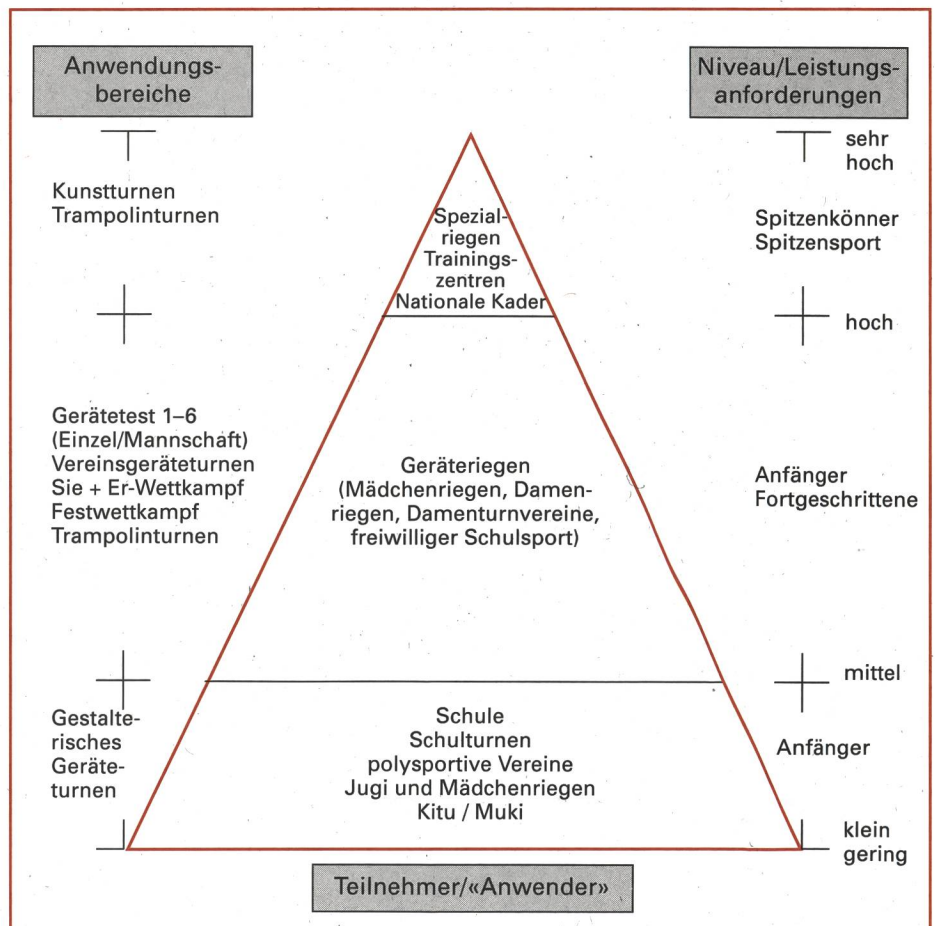 Anwendungs-
bereiche
Kunstturnen
Trampolinturnen
Gerätetest 1–6
(Einzel/Mannschaft)
Vereinsgeräteturnen
Sie + Er-Wettkampf
Festwettkampf
Trampolinturnen
Gestalte-
risches
Geräte-
turnen
Spezial-
riegen
Trainings-
zentren
Nationale Kader
Geräteriegen
(Mädchenriegen, Damen-
riegen, Damenturnvereine,
freiwilliger Schulsport)
Schule
Schulturnen
polysportive Vereine
Jugi und Mädchenriegen
Kitu / Muki
Teilnehmer/«Anwender»
Niveau/Leistungs-
anforderungen
sehr
hoch
Spitzenkönner
Spitzensport
hoch
Anfänger
Fortgeschrittene
mittel
Anfänger
klein
gering